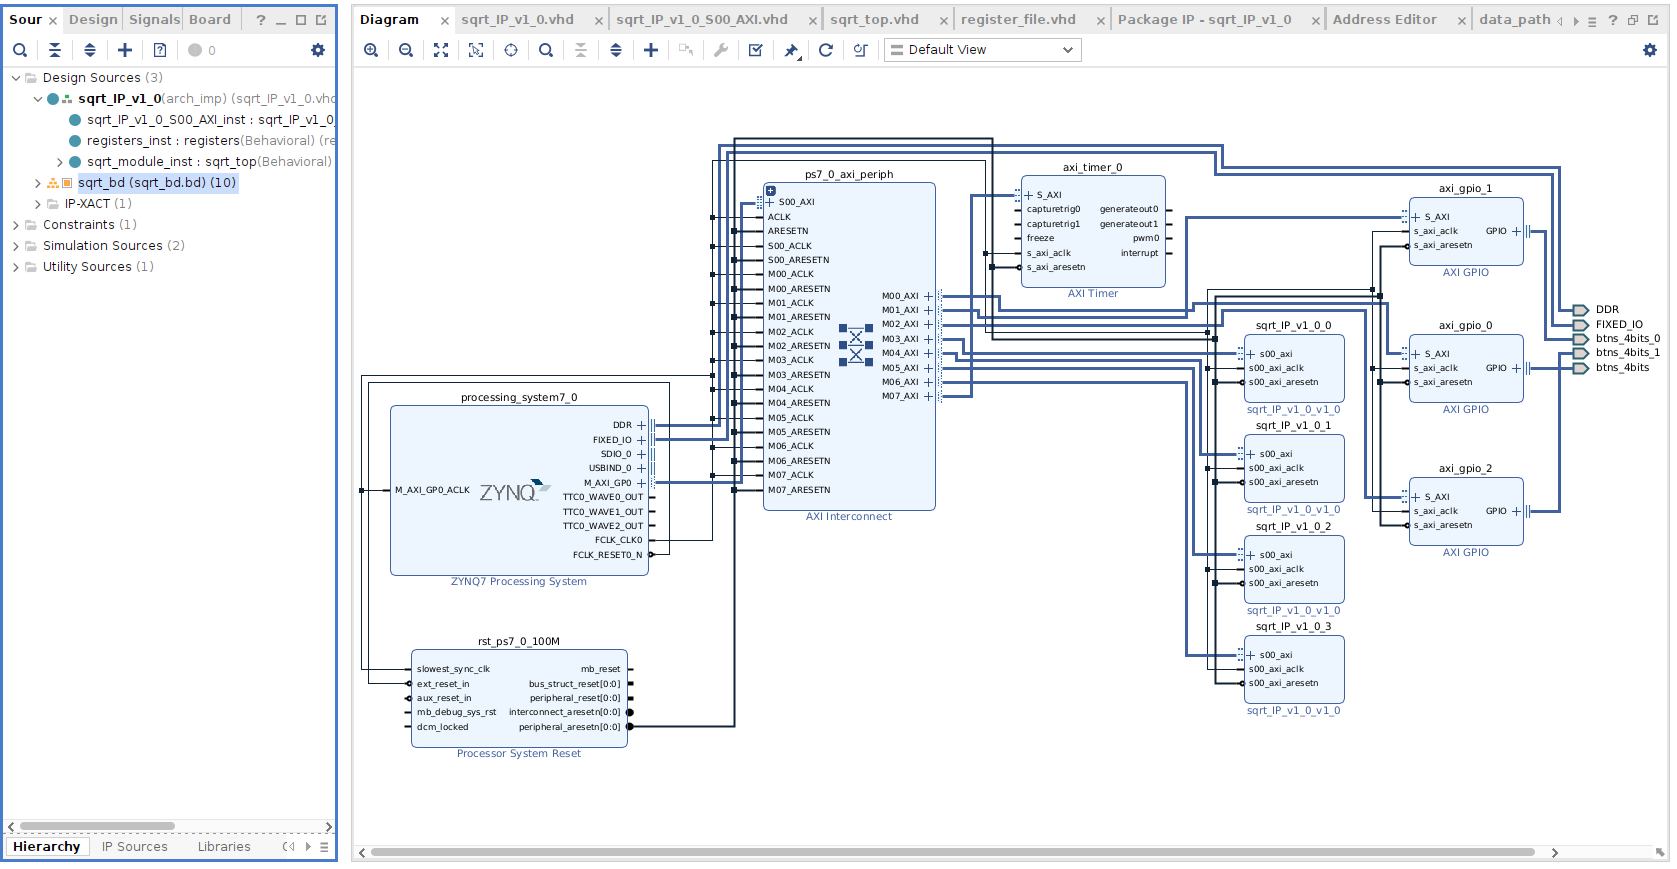 Sour
Design
Signals
Board
? _
0
Design Sources (3)
sqrt_IP_v1_0(arch_imp) (sqrt_IP_v1_0.vhd
sqrt_IP_v1_0_S00_AXI_inst : sqrt_IP_v1_0_
registers_inst : registers(Behavioral) (re
sqrt_module_inst : sqrt_top(Behavioral)
sqrt_bd (sqrt_bd.bd) (10)
IP-XACT (1)
Constraints (1)
Simulation Sources (2)
Utility Sources (1)
Hierarchy
IP Sources
Libraries
Diagram
sqrt_IP_v1_0.vhd
sqrt_IP_v1_0_S00_AXI.vhd
sqrt_top.vhd
register_file.vhd
Package IP - sqrt_IP_v1_0
Address Editor
data_path
?
Default View
processing_system7_0
M_AXI_GP0_ACLK
ZYNQ
DDR
FIXED_IO
SDIO_0
USBIND_0
M_AXI_GP0
TTC0_WAVE0_OUT
TTC0_WAVE1_OUT
TTC0_WAVE2_OUT
FCLK_CLK0
FCLK_RESET0_N
ZYNQ7 Processing System
rst_ps7_0_100M
slowest_sync_clk
ext_reset_in
aux_reset_in
mb_debug_sys_rst
dcm_locked
mb_reset
bus_struct_reset[0:0]
peripheral_reset[0:0]
interconnect_aresetn[0:0]
peripheral_aresetn[0:0]
Processor System Reset
ps7_0_axi_periph
S00_AXI
ACLK
ARESETN
S00_ACLK
S00_ARESETN
M00_ACLK
M00_ARESETN
M01_ACLK
M01_ARESETN
M02_ACLK
M02_ARESETN
M03_ACLK
M03_ARESETN
M04_ACLK
M04_ARESETN
M05_ACLK
M05_ARESETN
M06_ACLK
M06_ARESETN
M07_ACLK
M07_ARESETN
M00_AXI
M01_AXI
M02_AXI
M03_AXI
M04_AXI
M05_AXI
M06_AXI
M07_AXI
AXI Interconnect
axi_timer_0
S_AXI
capturetrig0
capturetrig1
freeze
s_axi_aclk
s_axi_aresetn
generateout0
generateout1
pwm0
interrupt
AXI Timer
sqrt_IP_v1_0_0
s00_axi
s00_axi_aclk
s00_axi_aresetn
sqrt_IP_v1_0_v1_0
sqrt_IP_v1_0_1
s00_axi
s00_axi_aclk
s00_axi_aresetn
sqrt_IP_v1_0_v1_0
sqrt_IP_v1_0_2
s00_axi
s00_axi_aclk
s00_axi_aresetn
sqrt_IP_v1_0_v1_0
sqrt_IP_v1_0_3
s00_axi
s00_axi_aclk
s00_axi_aresetn
sqrt_IP_v1_0_v1_0
axi_gpio_1
S_AXI
s_axi_aclk
s_axi_aresetn
GPIO
AXI GPIO
axi_gpio_0
S_AXI
s_axi_aclk
s_axi_aresetn
GPIO
AXI GPIO
axi_gpio_2
S_AXI
s_axi_aclk
s_axi_aresetn
GPIO
AXI GPIO
DDR
FIXED_IO
btns_4bits_0
btns_4bits_1
btns_4bits